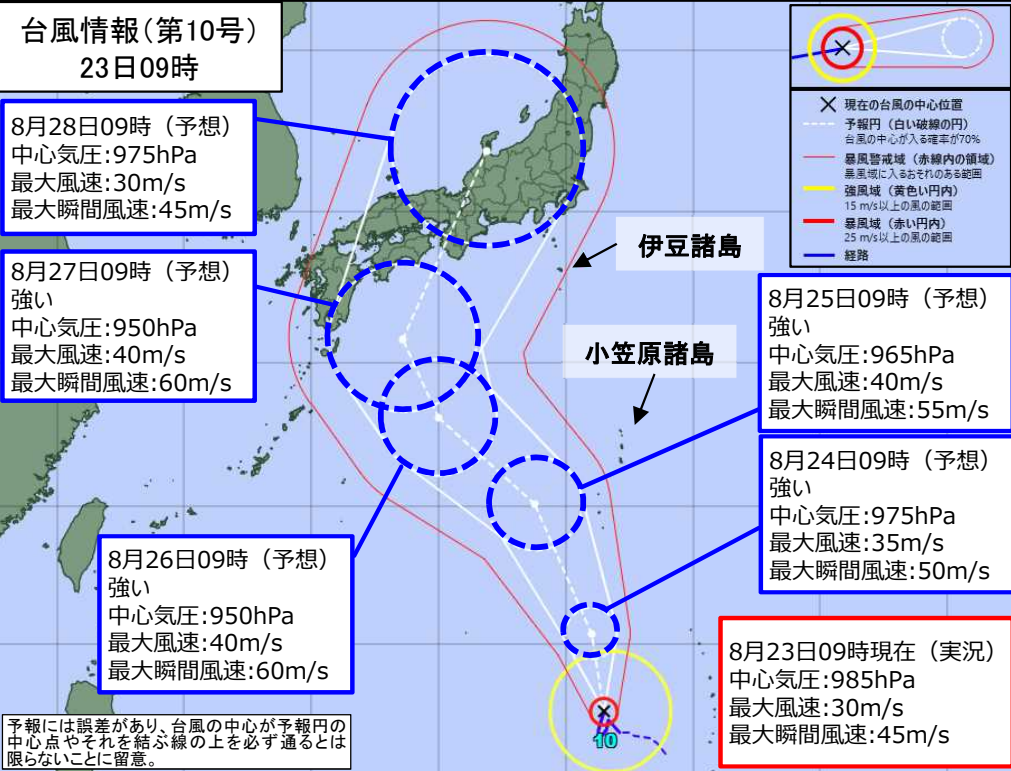 台風情報(第10号)
23日09時
現在の台風の中心位置
予報円（白い破線の円）
台風の中心が入る確率が70%
暴風警戒域（赤線内の領域）
暴風域に入るおそれのある範囲
強風域（黄色い円内）
15 m/s以上の風の範囲
暴風域（赤い円内）
25 m/s以上の風の範囲
経路
8月28日09時（予想）
中心気圧:975hPa
最大風速:30m/s
最大瞬間風速:45m/s
伊豆諸島
8月27日09時（予想）
強い
中心気圧:950hPa
最大風速:40m/s
最大瞬間風速:60m/s
小笠原諸島
8月25日09時（予想）
強い
中心気圧:965hPa
最大風速:40m/s
最大瞬間風速:55m/s
8月24日09時（予想）
強い
中心気圧:975hPa
最大風速:35m/s
最大瞬間風速:50m/s
8月26日09時（予想）
強い
中心気圧:950hPa
最大風速:40m/s
最大瞬間風速:60m/s
8月23日09時現在（実況）
中心気圧:985hPa
最大風速:30m/s
最大瞬間風速:45m/s
10
予報には誤差があり、台風の中心が予報円の
中心点やそれを結ぶ線の上を必ず通るとは
限らないことに留意。